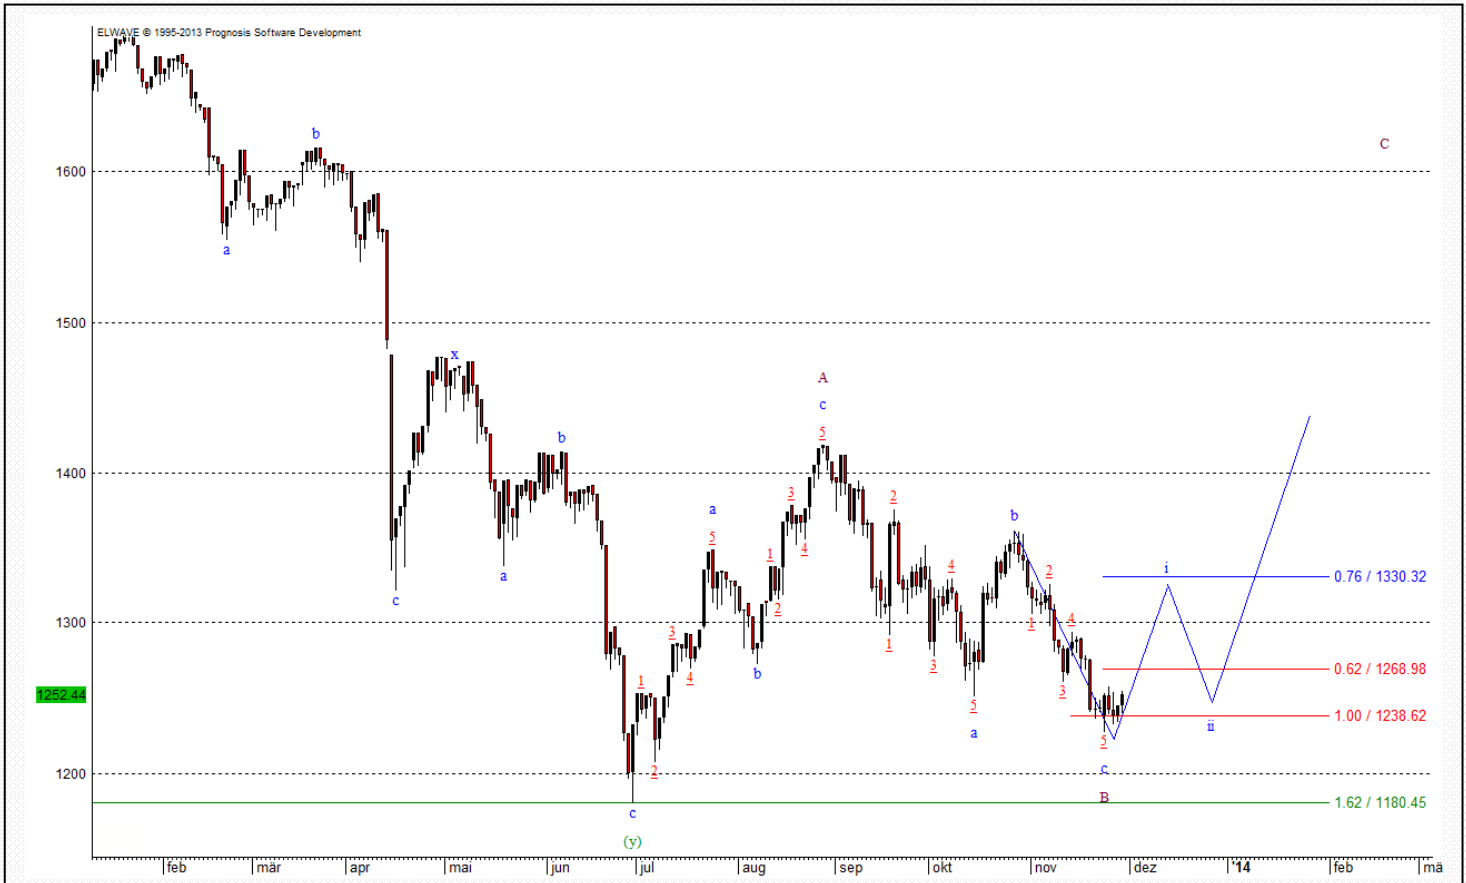 ELWAVE © 1995-2013 Prognosis Software Development
C
b
1600
a
1500
x
A
c
b
5
1400
3
2
a
b
5
4
1
4
i
0.76 / 1330.32
a
2
2
c
1
4
1300
3
1
1
3
0.62 / 1268.98
b
4
1
3
1252.44
5
1.00 / 1238.62
a
ii
5
2
c
1200
B
1.62 / 1180.45
c
(y)
feb
mär
apr
mai
jun
jul
aug
sep
okt
nov
dez
'14
feb
mä